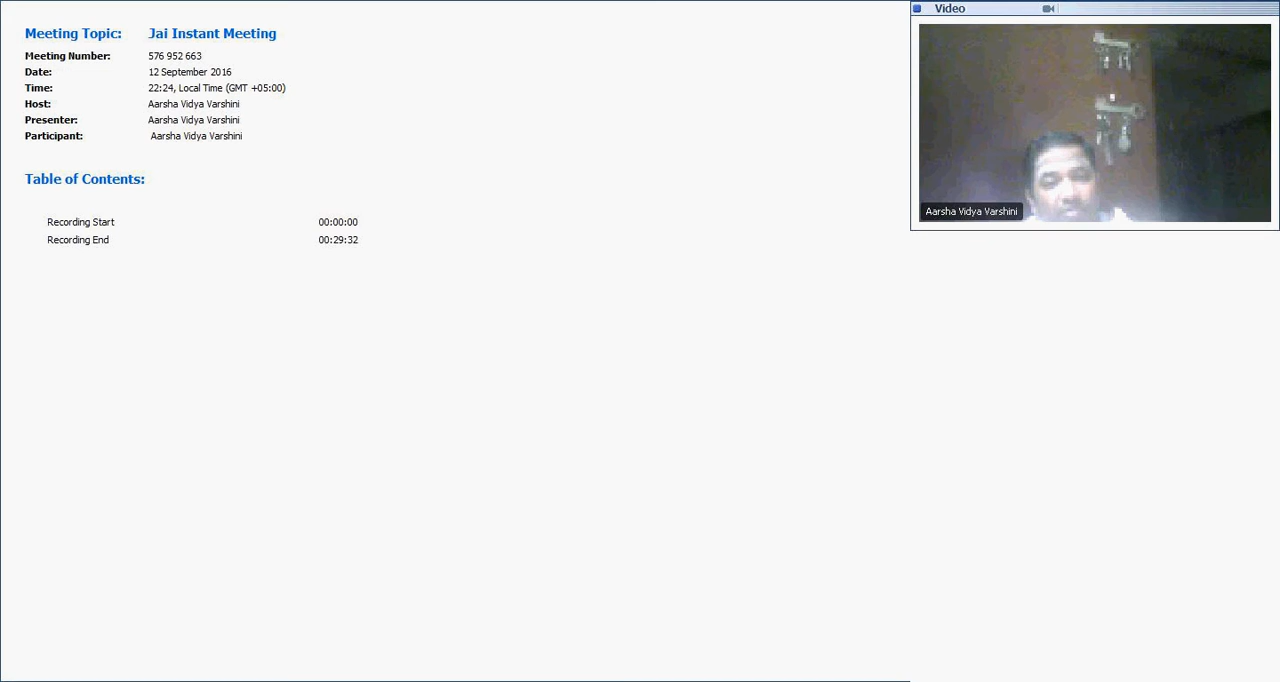 Meeting Topic: Jai Instant Meeting
Meeting Number: 576 952 663
Date: 12 September 2016
Time: 22:24, Local Time (GMT +05:00)
Host: Aarsha Vidya Varshini
Presenter: Aarsha Vidya Varshini
Participant: Aarsha Vidya Varshini
Table of Contents:
Recording Start 00:00:00
Recording End 00:29:32
Video
Aarsha Vidya Varshini